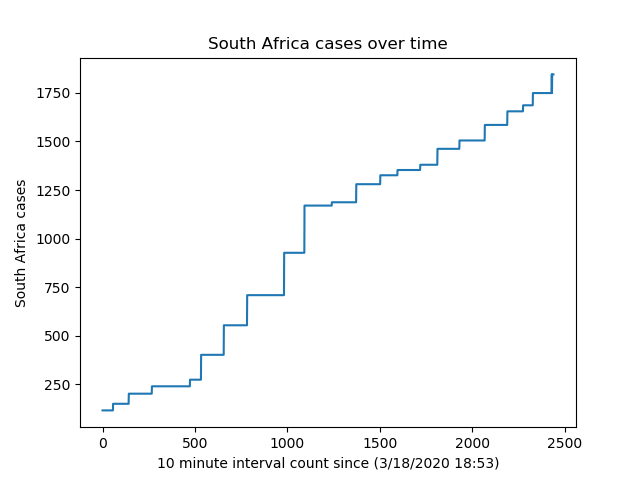 South Africa cases over time
South Africa cases
1750
1500
1250
1000
750
500
250
0 500 1000 1500 2000 2500
10 minute interval count since (3/18/2020 18:53)